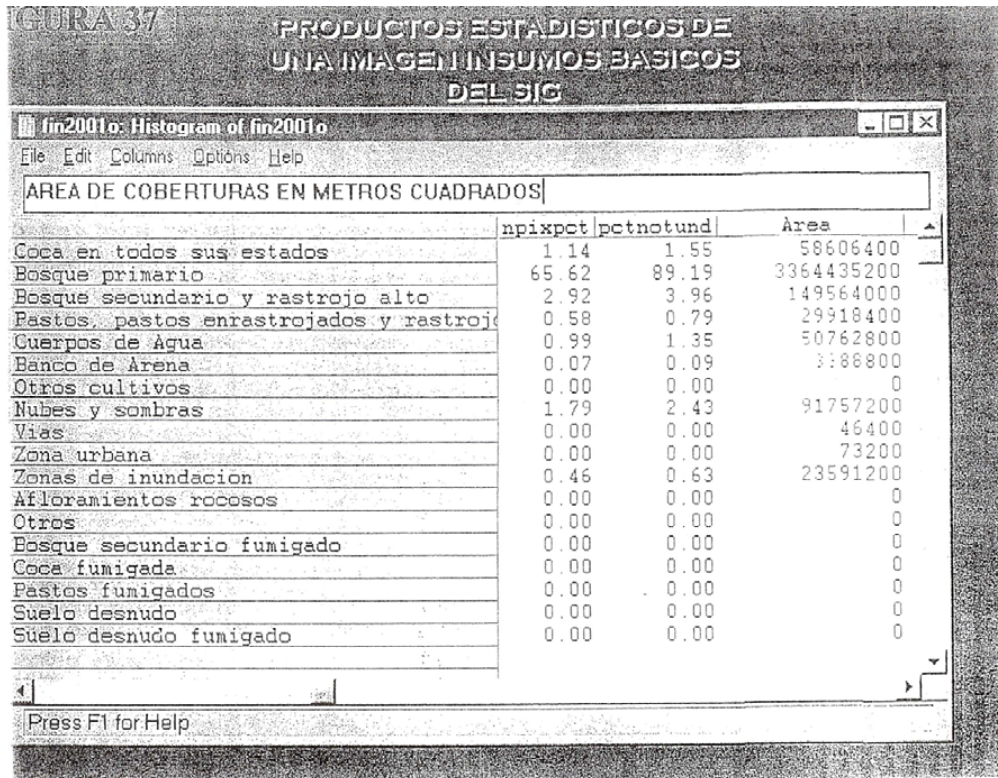 IGURA 37
PRODUCTOS ESTADISTICOS DE
UNA IMAGEN INSUMOS BASICOS
DEL SIG
fin2001o: Histogram of fin2001o
File Edit Columns Options Help
AREA DE COBERTURAS EN METROS CUADRADOS
npixpct pctnotund Area
Coca en todos sus estados 1.14 1.55 58606400
Bosque primario 65.62 89.19 3364435200
Bosque secundario y rastrojo alto 2.92 3.96 149564000
Pastos, pastos enrastrojados y rastrojo 0.58 0.79 29918400
Cuerpos de Agua 0.99 1.35 50762800
Banco de Arena 0.07 0.09
Otros cultivos 0.00 0.00 0
Nubes y sombras 1.79 2.43 91757200
Vias 0.00 0.00 46400
Zona urbana 0.00 0.00 73200
Zonas de inundacion 0.46 0.63 23591200
Afloramientos rocosos 0.00 0.00 0
Otros 0.00 0.00 0
Bosque secundario fumigado 0.00 0.00 0
Coca fumigada 0.00 0.00 0
Pastos fumigados 0.00 0.00 0
Suelo desnudo 0.00 0.00 0
Suelo desnudo fumigado 0.00 0.00 0
Press F1 for Help